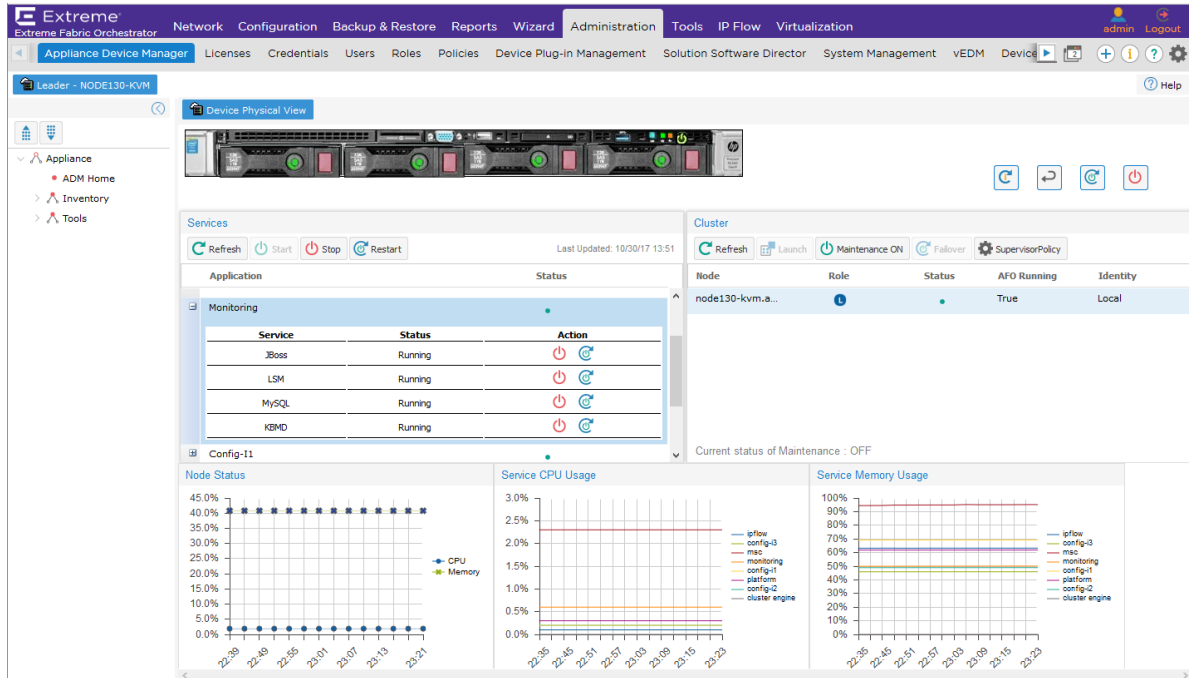 Extreme
Extreme Fabric Orchestrator
Network Configuration Backup & Restore Reports Wizard Administration Tools IP Flow Virtualization
admin Logout
Appliance Device Manager Licenses Credentials Users Roles Policies Device Plug-in Management Solution Software Director System Management vEDM Device
2
Leader - NODE130-KVM
Help
Device Physical View
Appliance
ADM Home
Inventory
Tools
Services
Refresh Start Stop Restart Last Updated: 10/30/17 13:51
Application Status
Monitoring
Service Status Action
JBoss Running
LSM Running
MySQL Running
KBMD Running
Config-I1
Cluster
Refresh Launch Maintenance ON Failover SupervisorPolicy
Node Role Status AFO Running Identity
node130-kvm.a... L True Local
Current status of Maintenance : OFF
Node Status
45.0%
40.0%
35.0%
30.0%
25.0%
20.0%
15.0%
10.0%
5.0%
0.0%
22:39 22:49 22:55 23:01 23:07 23:13 23:21
CPU
Memory
Service CPU Usage
3.0%
2.5%
2.0%
1.5%
1.0%
0.5%
0.0%
22:35 22:45 22:51 22:57 23:03 23:09 23:15 23:23
ipflow
config-i3
msc
monitoring
config-i1
platform
config-i2
cluster engine
Service Memory Usage
100%
90%
80%
70%
60%
50%
40%
30%
20%
10%
0%
22:35 22:45 22:51 22:57 23:03 23:09 23:15 23:23
ipflow
config-i3
msc
monitoring
config-i1
platform
config-i2
cluster engine